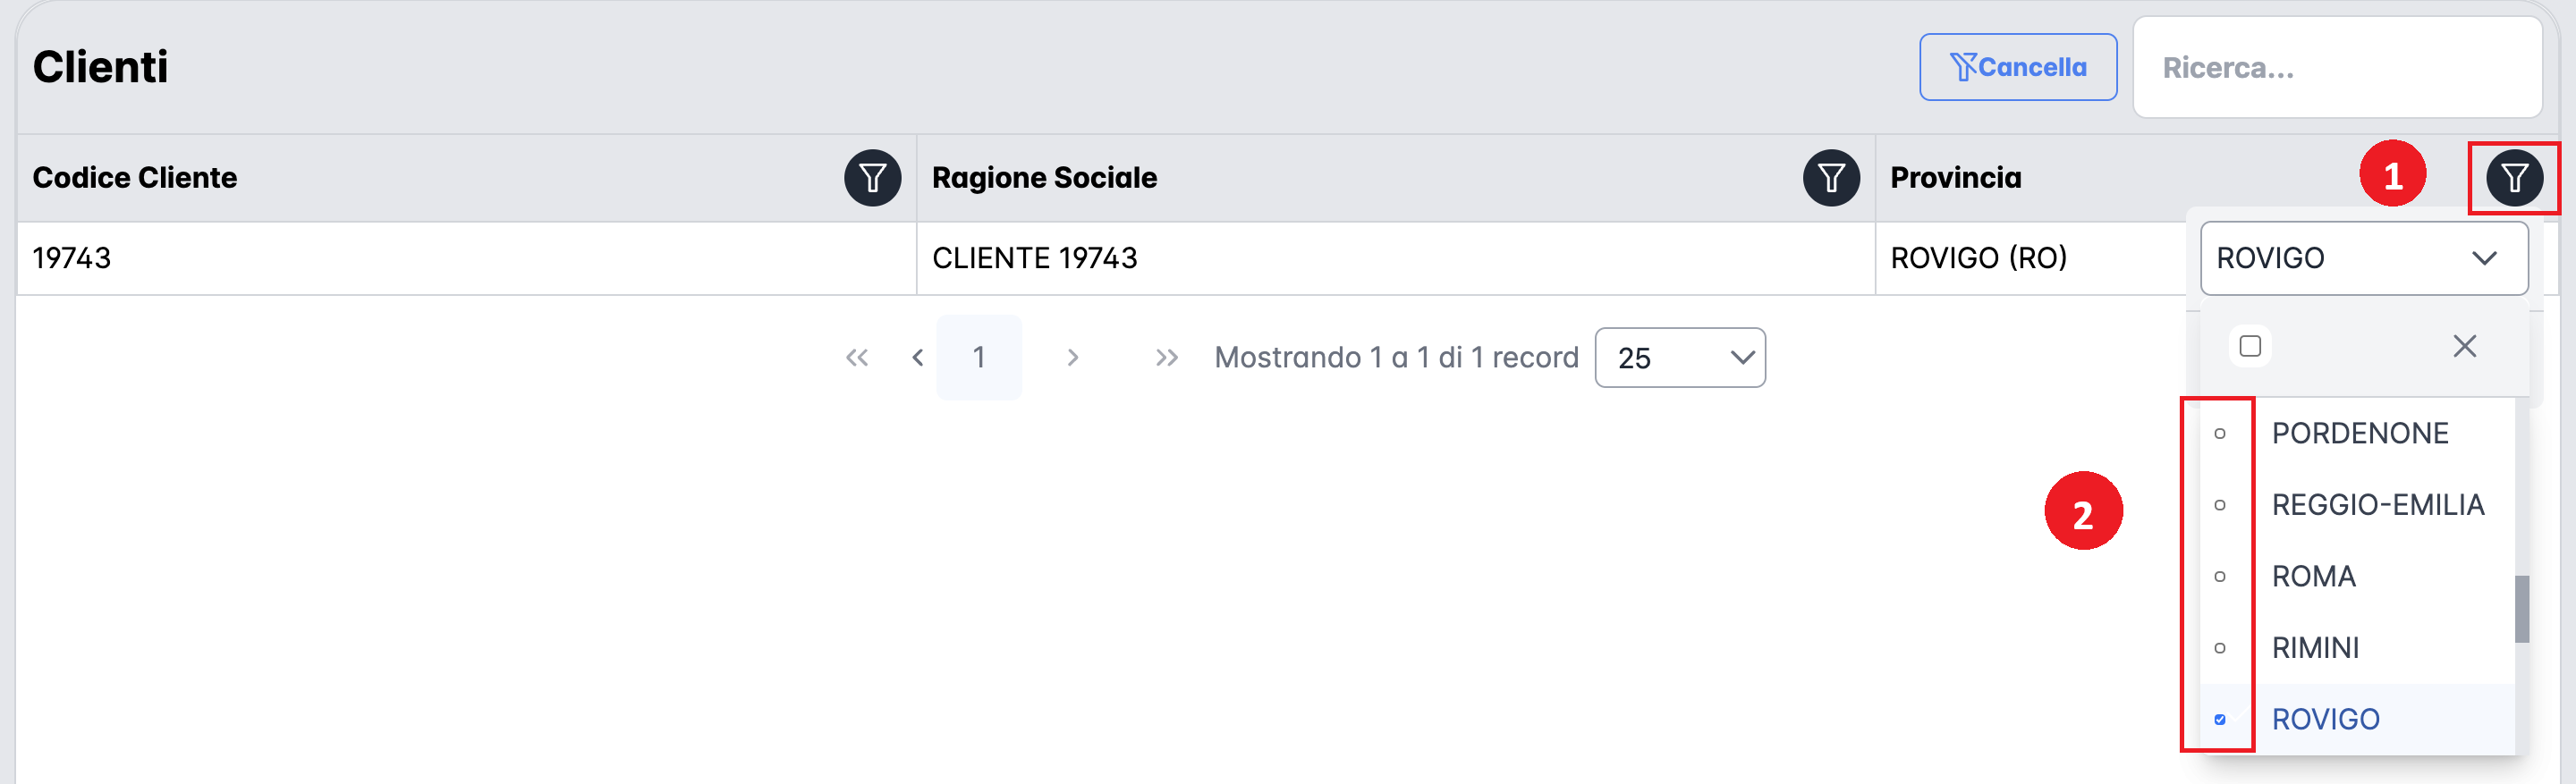 Clienti
Cancella
Ricerca...
Codice Cliente
Ragione Sociale
Provincia
1
19743
CLIENTE 19743
ROVIGO (RO)
ROVIGO
1
Mostrando 1 a 1 di 1 record
25
2
PORDENONE
REGGIO-EMILIA
ROMA
RIMINI
ROVIGO